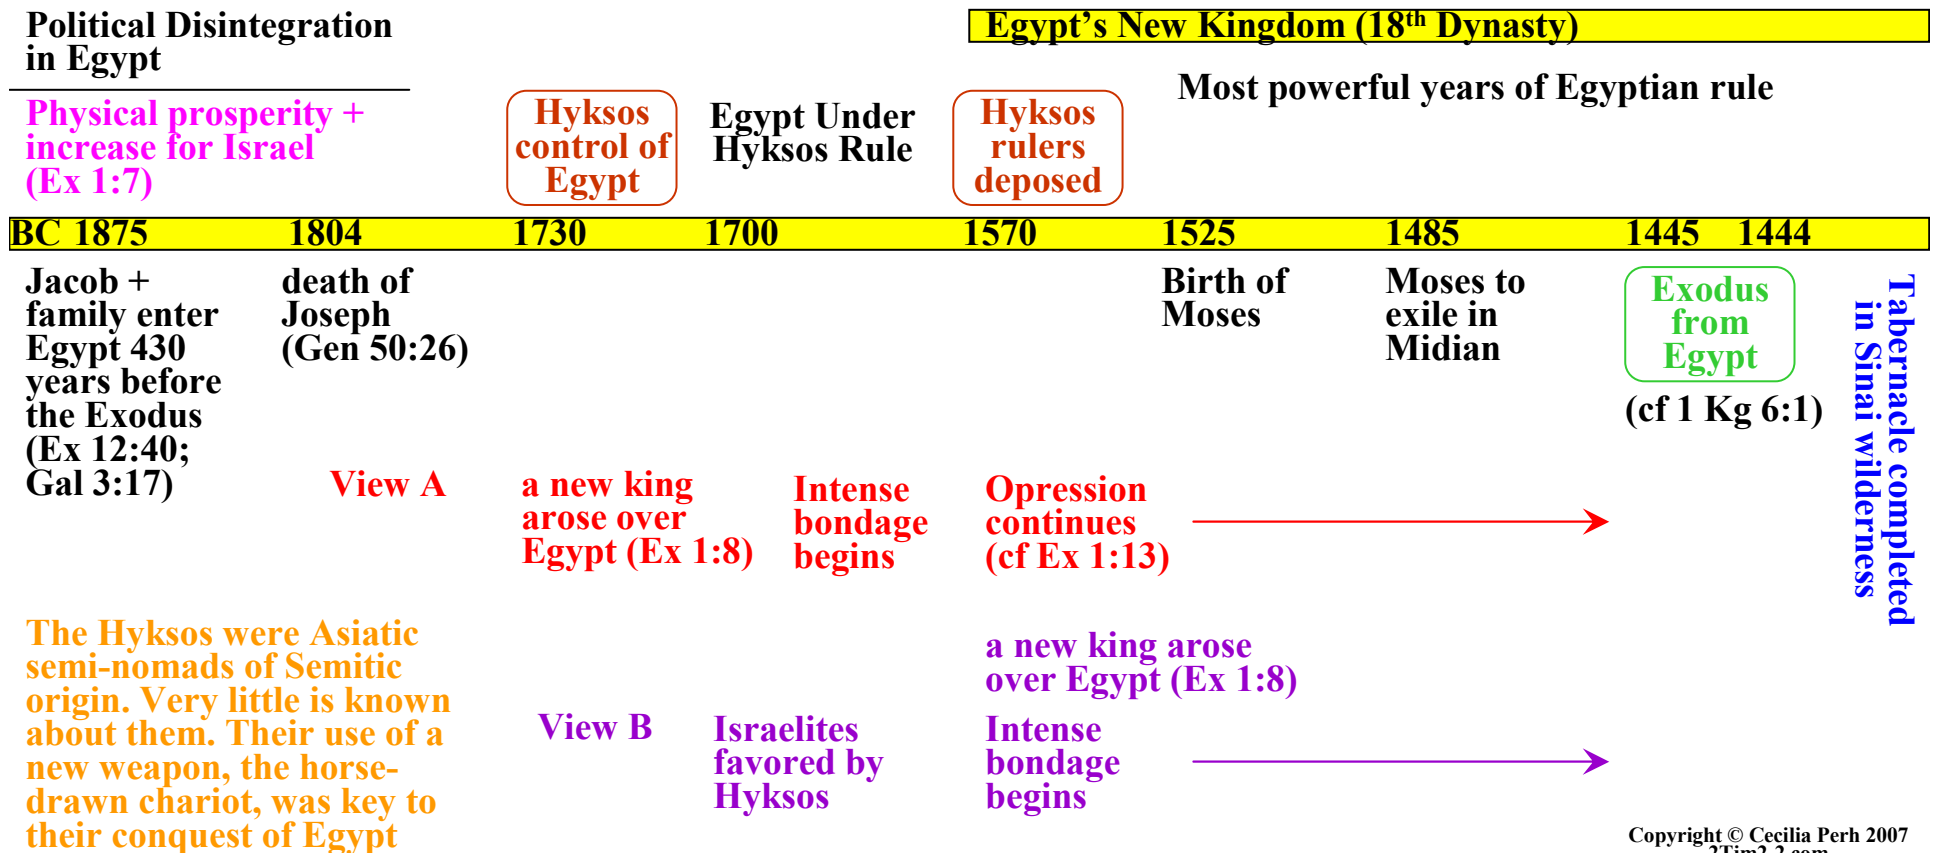 Political Disintegration
in Egypt
Egypt's New Kingdom (18th Dynasty)
Most powerful years of Egyptian rule
Physical prosperity +
increase for Israel
(Ex 1:7)
Hyksos
control of
Egypt
Egypt Under
Hyksos Rule
Hyksos
rulers
deposed
BC 1875 1804 1730 1700 1570 1525 1485 1445 1444
Jacob +
family enter
Egypt 430
years before
the Exodus
(Ex 12:40;
Gal 3:17)
death of
Joseph
(Gen 50:26)
Birth of
Moses
Moses to
exile in
Midian
Exodus
from
Egypt
(cf 1 Kg 6:1)
Tabernacle completed
in Sinai wilderness
View A
a new king
arose over
Egypt (Ex 1:8)
Intense
bondage
begins
Opression
continues
(cf Ex 1:13)
The Hyksos were Asiatic
semi-nomads of Semitic
origin. Very little is known
about them. Their use of a
new weapon, the horse-
drawn chariot, was key to
their conquest of Egypt
View B
Israelites
favored by
Hyksos
a new king arose
over Egypt (Ex 1:8)
Intense
bondage
begins
Copyright © Cecilia Perh 2007
2Tim2-2.com